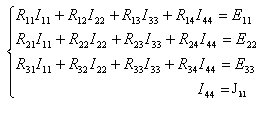 R₁₁I₁₁ + R₁₂I₂₂ + R₁₃I₃₃ + R₁₄I₄₄ = E₁₁
R₂₁I₁₁ + R₂₂I₂₂ + R₂₃I₃₃ + R₂₄I₄₄ = E₂₂
R₃₁I₁₁ + R₃₂I₂₂ + R₃₃I₃₃ + R₃₄I₄₄ = E₃₃
I₄₄ = J₁₁